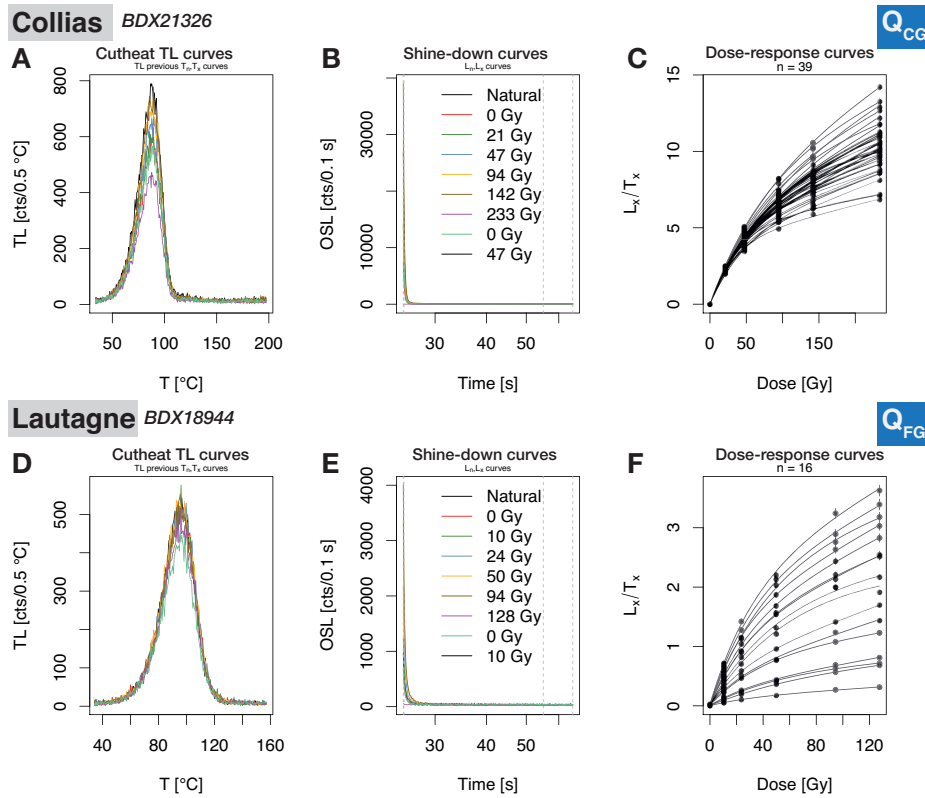 Collias BDX21326
Q_CG
A Cutheat TL curves
TL previous Tₙ,Tₓ curves
TL [cts/0.5 °C]
0 200 400 600 800
50 100 150 200
T [°C]
B Shine-down curves
Lₙ,Lₓ curves
OSL [cts/0.1 s]
0 10000 30000
Natural
0 Gy
21 Gy
47 Gy
94 Gy
142 Gy
233 Gy
0 Gy
47 Gy
30 40 50
Time [s]
C Dose-response curves
n = 39
Lₓ/Tₓ
0 5 10 15
0 50 150
Dose [Gy]
Lautagne BDX18944
Q_FG
D Cutheat TL curves
TL previous Tₙ,Tₓ curves
TL [cts/0.5 °C]
0 100 300 500
40 80 120 160
T [°C]
E Shine-down curves
Lₙ,Lₓ curves
OSL [cts/0.1 s]
0 1000 2000 3000 4000
Natural
0 Gy
10 Gy
24 Gy
50 Gy
94 Gy
128 Gy
0 Gy
10 Gy
30 40 50
Time [s]
F Dose-response curves
n = 16
Lₓ/Tₓ
0 1 2 3
0 40 80 120
Dose [Gy]